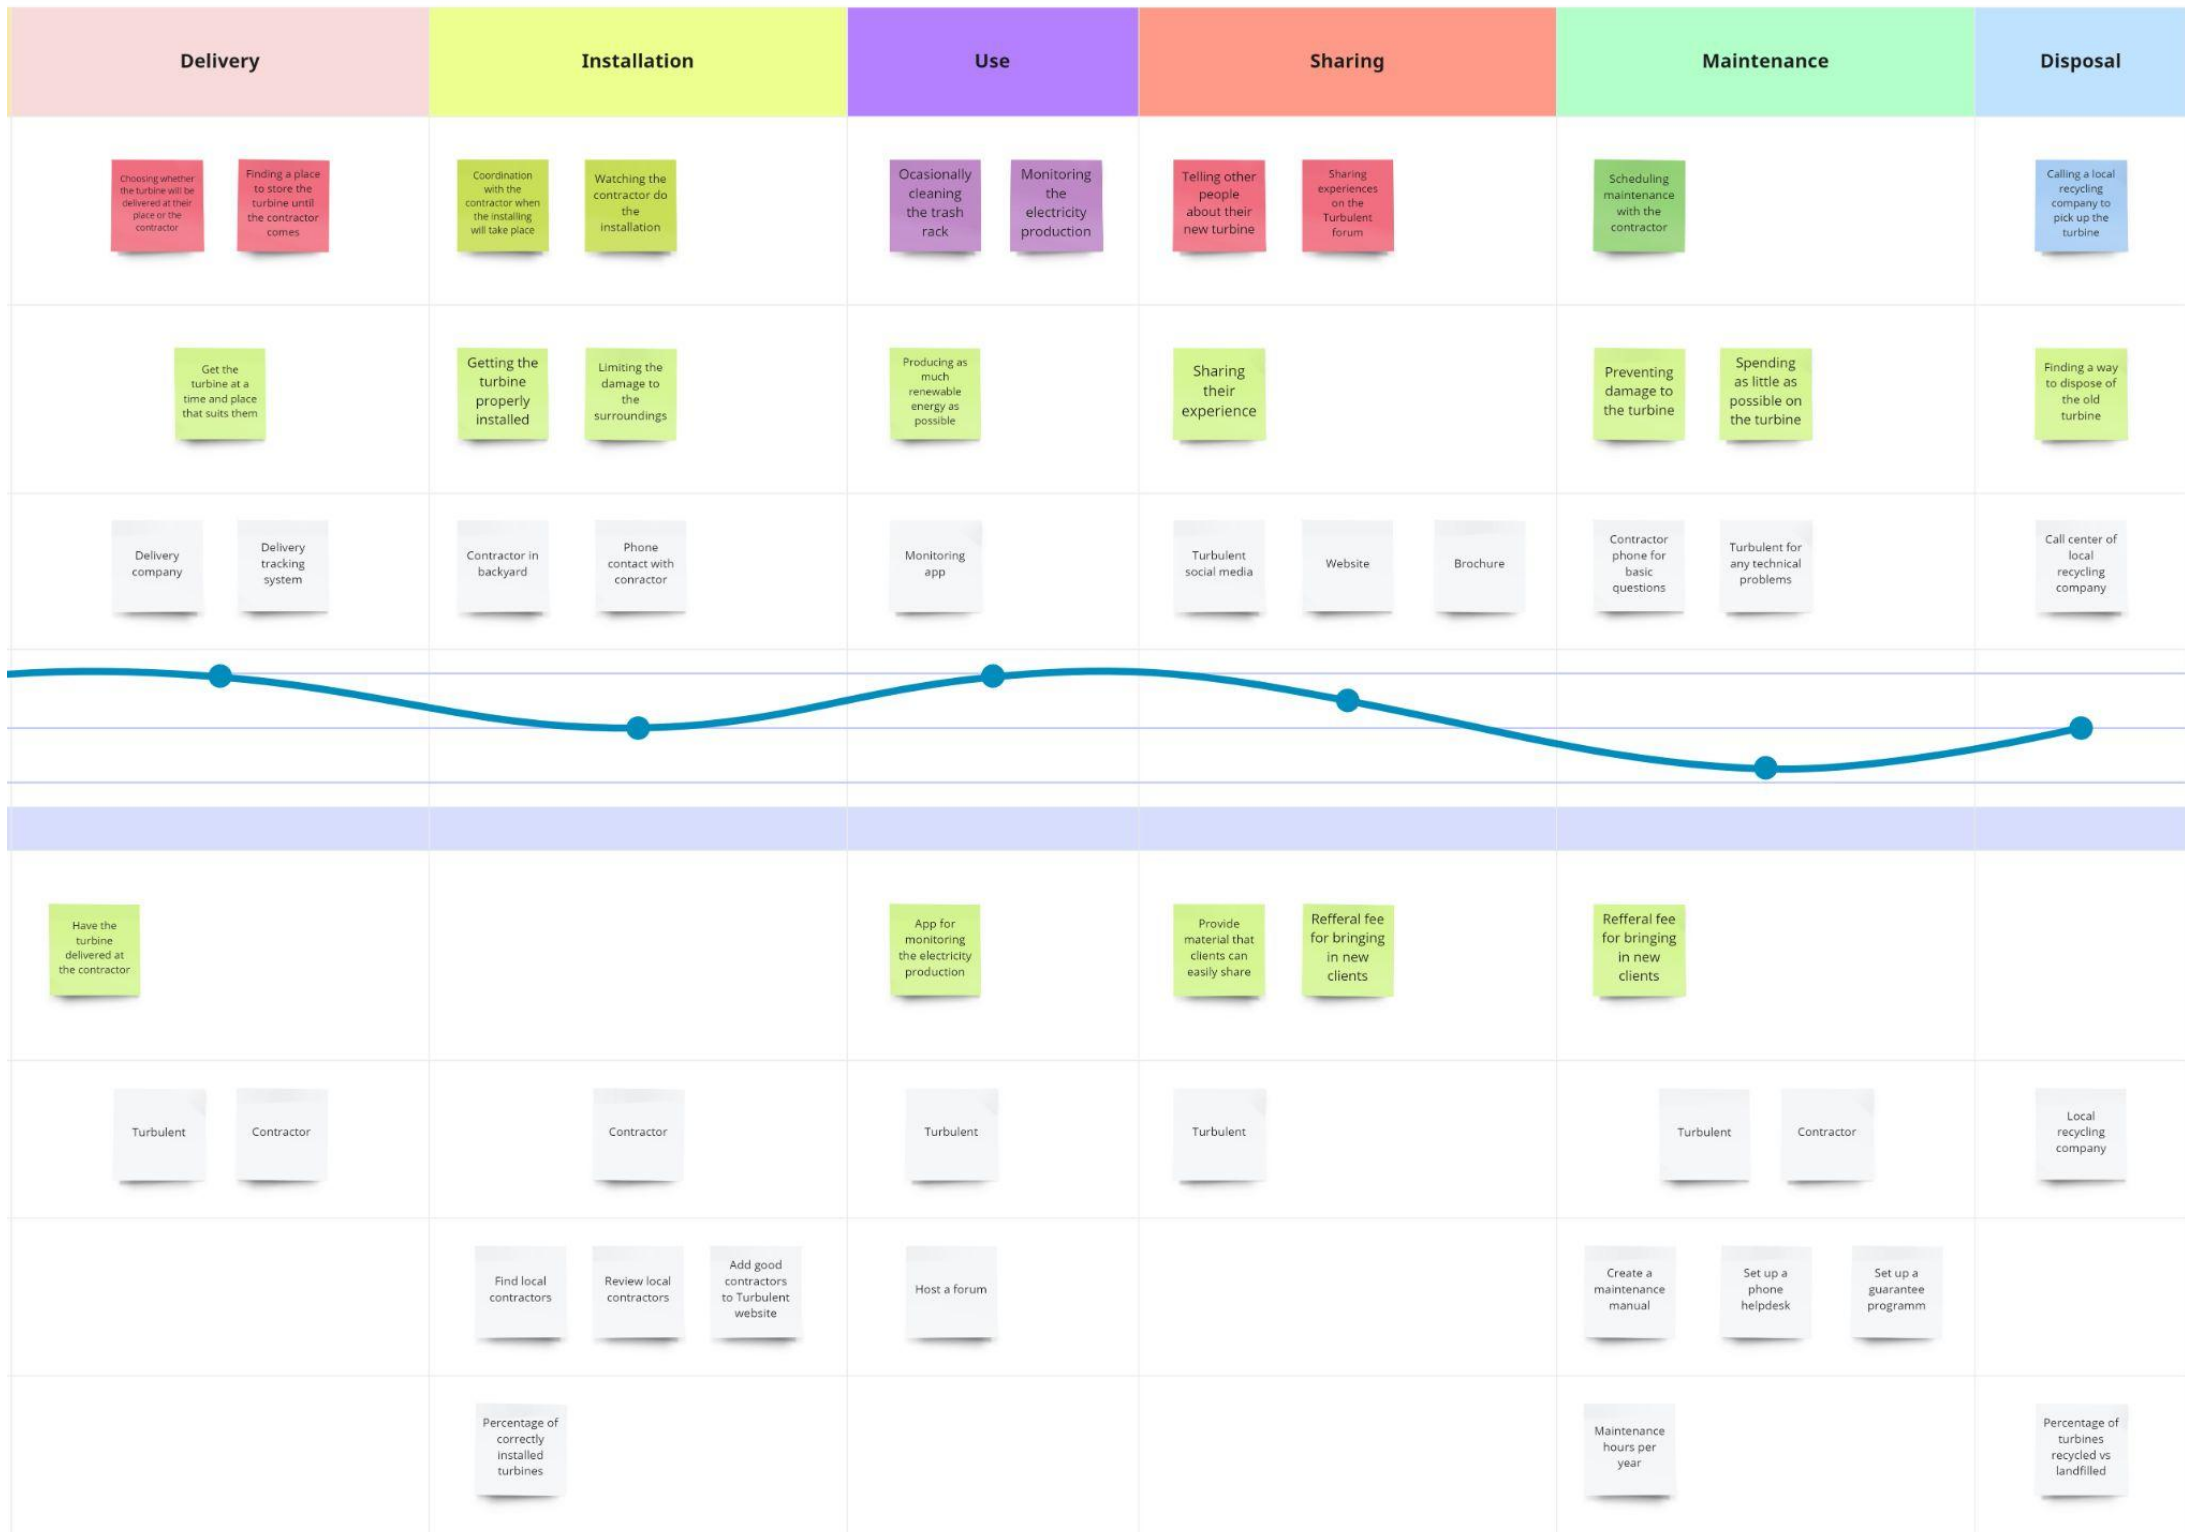 Delivery
Installation
Use
Sharing
Maintenance
Disposal
Choosing whether
the turbine will be
delivered at their
place or the
contractor
Finding a place
to store the
turbine until
the contractor
comes
Coordination
with the
contractor when
the installing
will take place
Watching the
contractor do
the
installation
Ocasionally
cleaning
the trash
rack
Monitoring
the
electricity
production
Telling other
people
about their
new turbine
Sharing
experiences
on the
Turbulent
forum
Scheduling
maintenance
with the
contractor
Calling a local
recycling
company to
pick up the
turbine
Get the
turbine at a
time and place
that suits them
Getting the
turbine
properly
installed
Limiting the
damage to
the
surroundings
Producing as
much
renewable
energy as
possible
Sharing
their
experience
Preventing
damage to
the turbine
Spending
as little as
possible on
the turbine
Finding a way
to dispose of
the old
turbine
Delivery
company
Delivery
tracking
system
Contractor in
backyard
Phone
contact with
conractor
Monitoring
app
Turbulent
social media
Website
Brochure
Contractor
phone for
basic
questions
Turbulent for
any technical
problems
Call center of
local
recycling
company
Have the
turbine
delivered at
the contractor
App for
monitoring
the electricity
production
Provide
material that
clients can
easily share
Refferal fee
for bringing
in new
clients
Refferal fee
for bringing
in new
clients
Turbulent
Contractor
Contractor
Turbulent
Turbulent
Turbulent
Contractor
Local
recycling
company
Find local
contractors
Review local
contractors
Add good
contractors
to Turbulent
website
Host a forum
Create a
maintenance
manual
Set up a
phone
helpdesk
Set up a
guarantee
programm
Percentage of
correctly
installed
turbines
Maintenance
hours per
year
Percentage of
turbines
recycled vs
landfilled